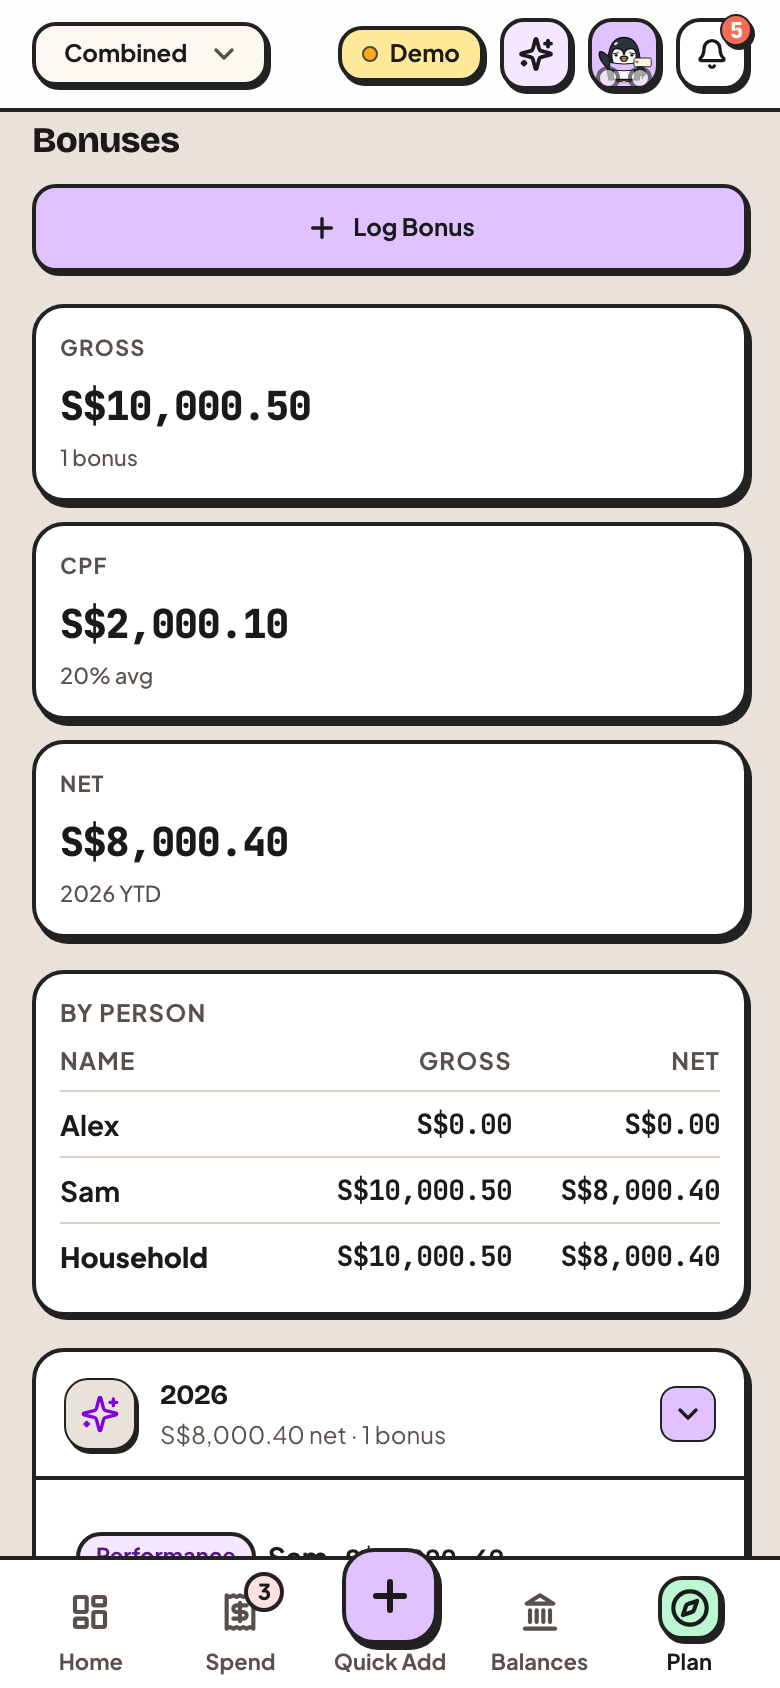 Combined
Demo
5
Bonuses
Log Bonus
GROSS
S$10,000.50
1 bonus
CPF
S$2,000.10
20% avg
NET
S$8,000.40
2026 YTD
BY PERSON
NAME GROSS NET
Alex S$0.00 S$0.00
Sam S$10,000.50 S$8,000.40
Household S$10,000.50 S$8,000.40
2026
S$8,000.40 net · 1 bonus
Performance Sam
3
Home Spend Quick Add Balances Plan